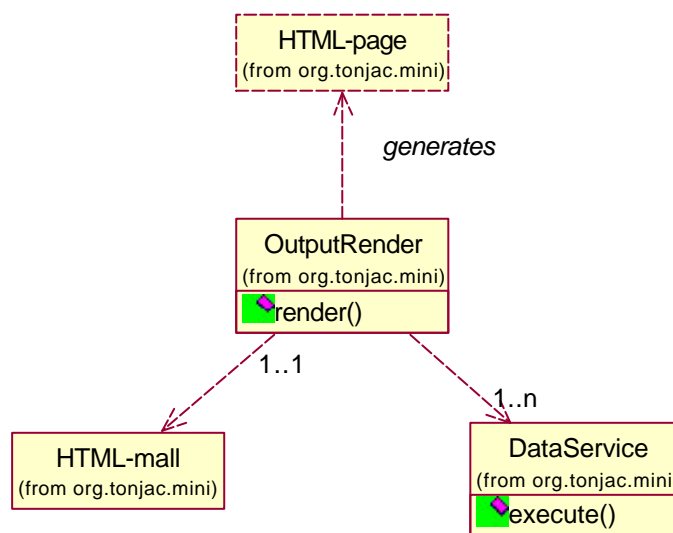 HTML-page
(from org.tonjac.mini)
generates
OutputRender
(from org.tonjac.mini)
render()
1..1
1..n
HTML-mall
(from org.tonjac.mini)
DataService
(from org.tonjac.mini)
execute()